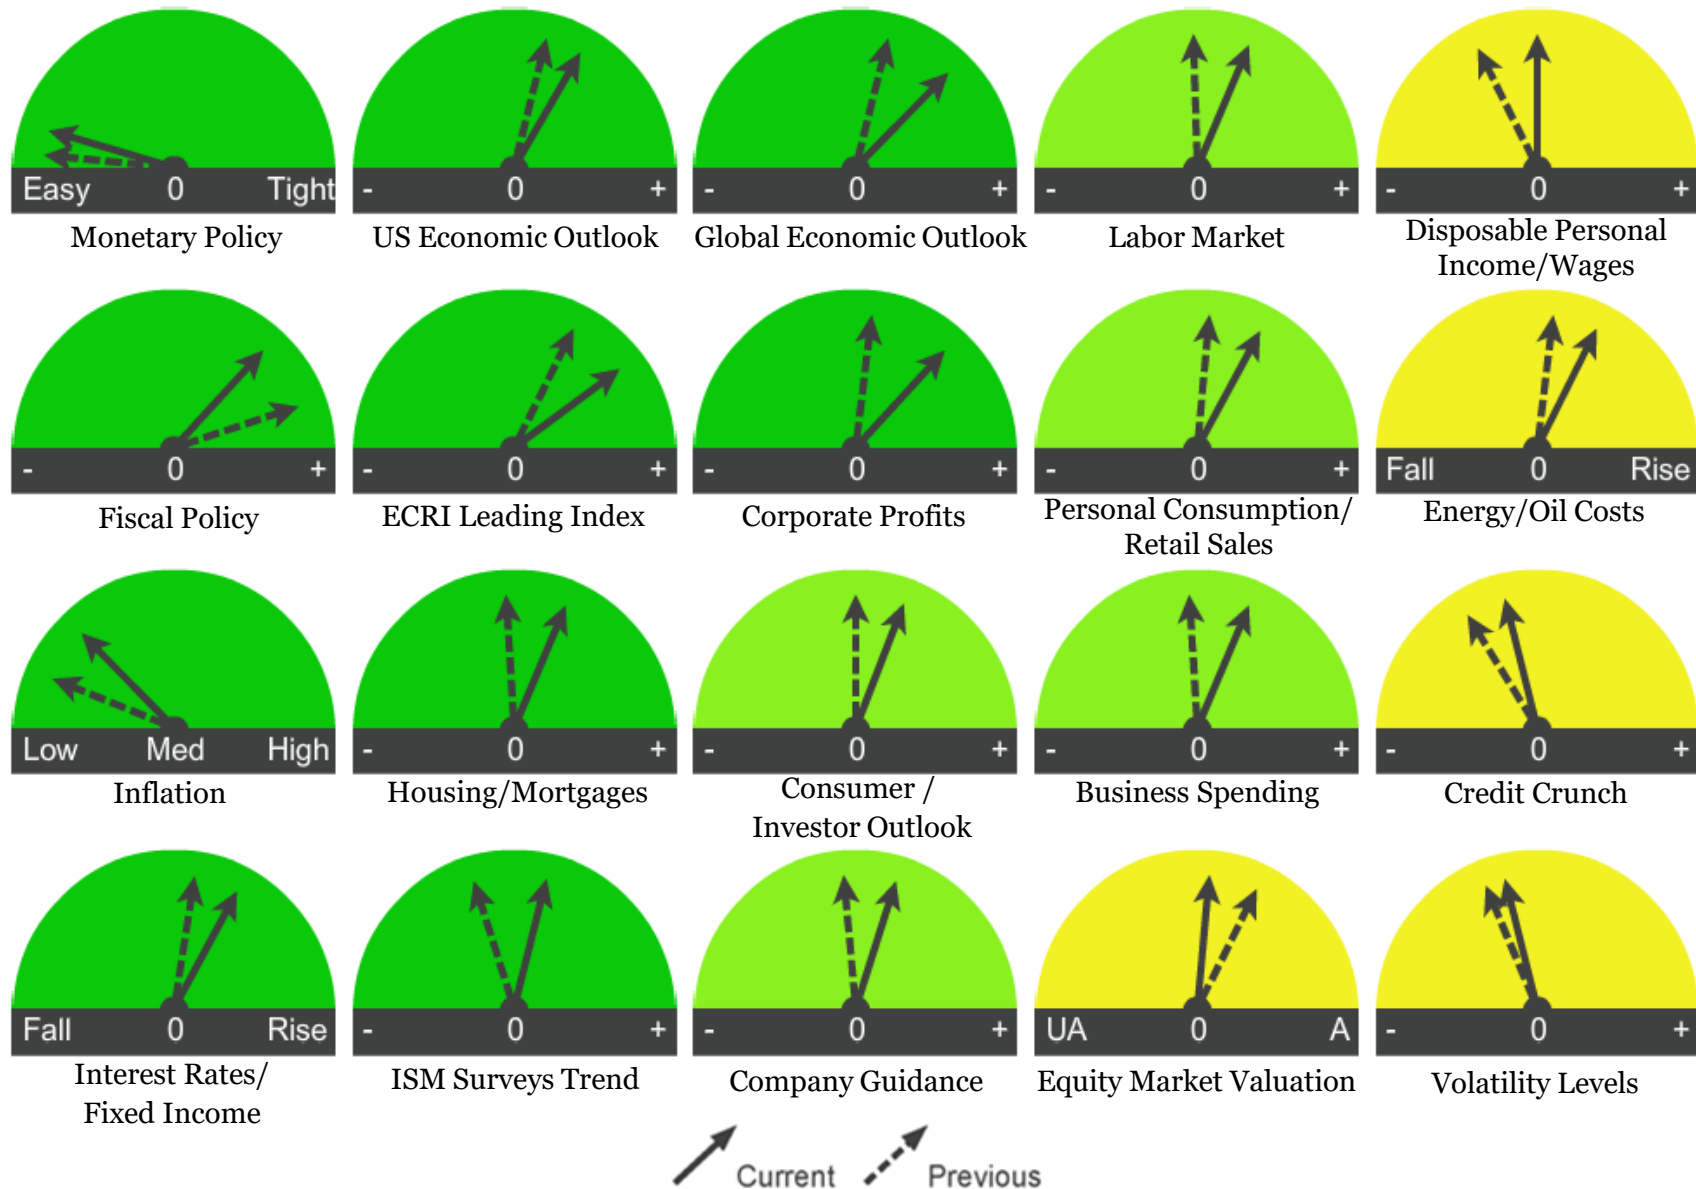 Easy 0 Tight
- 0 +
- 0 +
- 0 +
- 0 +
Monetary Policy
US Economic Outlook
Global Economic Outlook
Labor Market
Disposable Personal
Income/Wages
- 0 +
- 0 +
- 0 +
- 0 +
Fall 0 Rise
Fiscal Policy
ECRI Leading Index
Corporate Profits
Personal Consumption/
Retail Sales
Energy/Oil Costs
Low Med High
- 0 +
- 0 +
- 0 +
- 0 +
Inflation
Housing/Mortgages
Consumer /
Investor Outlook
Business Spending
Credit Crunch
Fall 0 Rise
- 0 +
- 0 +
UA 0 A
- 0 +
Interest Rates/
Fixed Income
ISM Surveys Trend
Company Guidance
Equity Market Valuation
Volatility Levels
Current
Previous